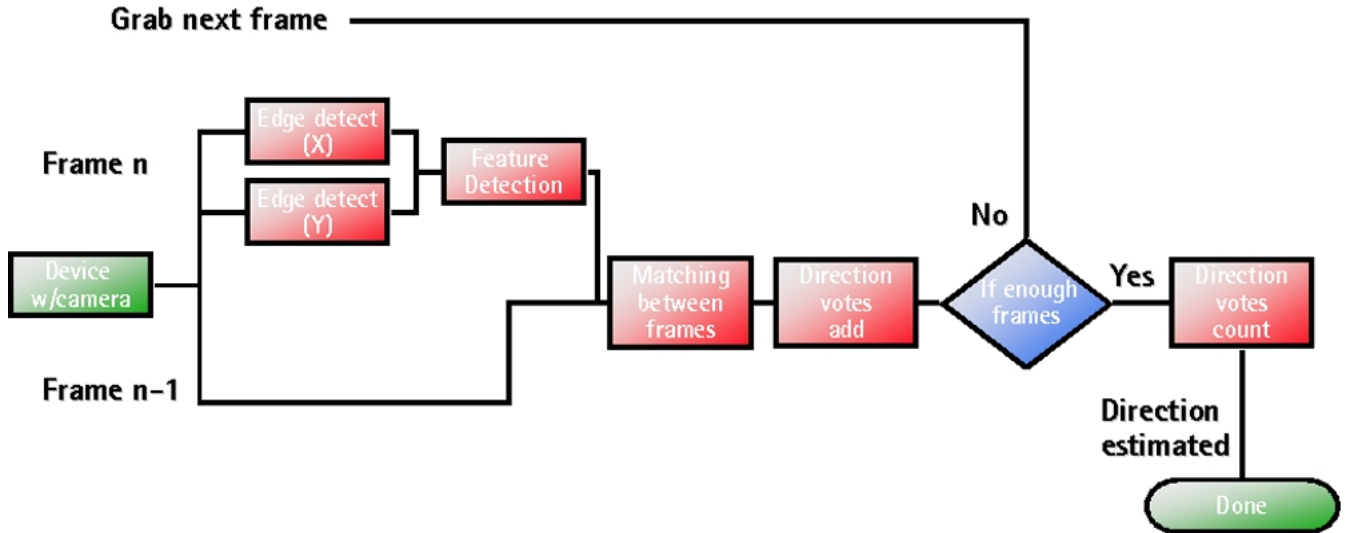 Grab next frame
Edge detect
(X)
Frame n
Feature
Detection
Edge detect
(Y)
No
Device
w/camera
Matching
between
frames
Direction
votes
add
If enough
frames
Yes
Direction
votes
count
Frame n-1
Direction
estimated
Done